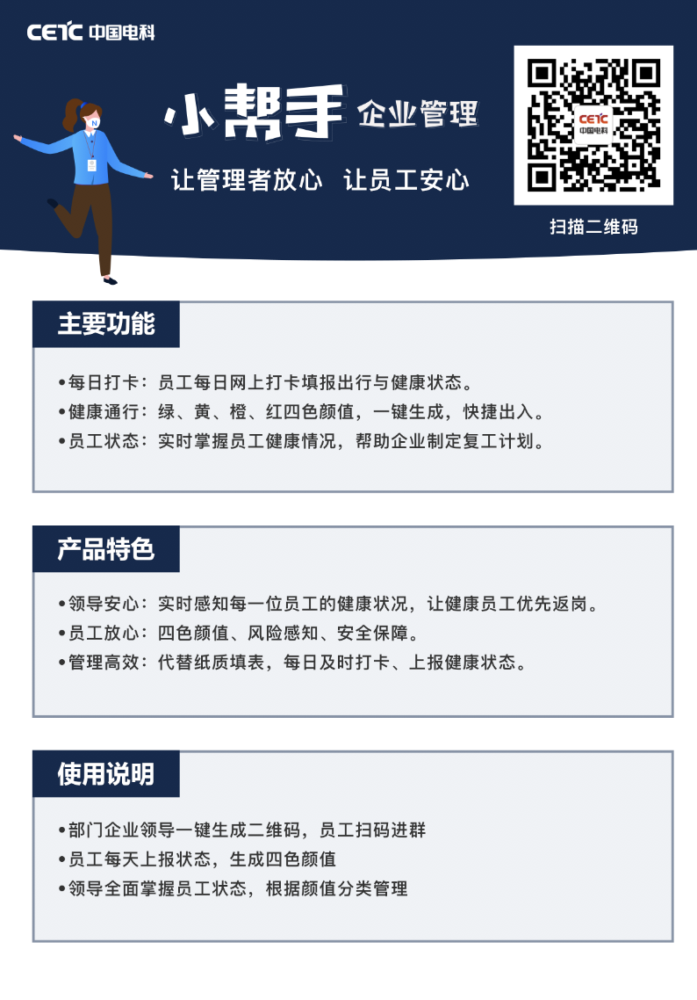 CETC 中国电科
小帮手 企业管理
让管理者放心 让员工安心
CETC
中国电科
扫描二维码
主要功能
•每日打卡：员工每日网上打卡填报出行与健康状态。
•健康通行：绿、黄、橙、红四色颜值，一键生成，快捷出入。
•员工状态：实时掌握员工健康情况，帮助企业制定复工计划。
产品特色
•领导安心：实时感知每一位员工的健康状况，让健康员工优先返岗。
•员工放心：四色颜值、风险感知、安全保障。
•管理高效：代替纸质填表，每日及时打卡、上报健康状态。
使用说明
•部门企业领导一键生成二维码，员工扫码进群
•员工每天上报状态，生成四色颜值
•领导全面掌握员工状态，根据颜值分类管理
N